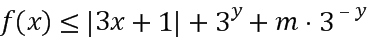 f(x) ≤ |3x + 1| + 3^y + m · 3^{−y}